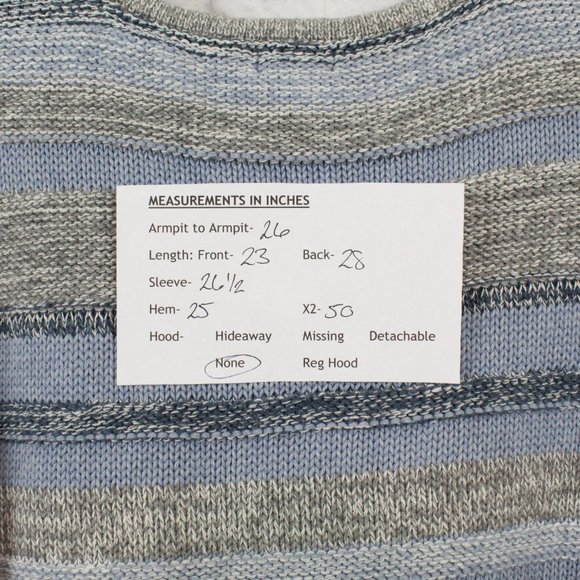 MEASUREMENTS IN INCHES
Armpit to Armpit- 26
Length: Front- 23 Back- 28
Sleeve- 26 1/2
Hem- 25 X2- 50
Hood- Hideaway Missing Detachable
None Reg Hood